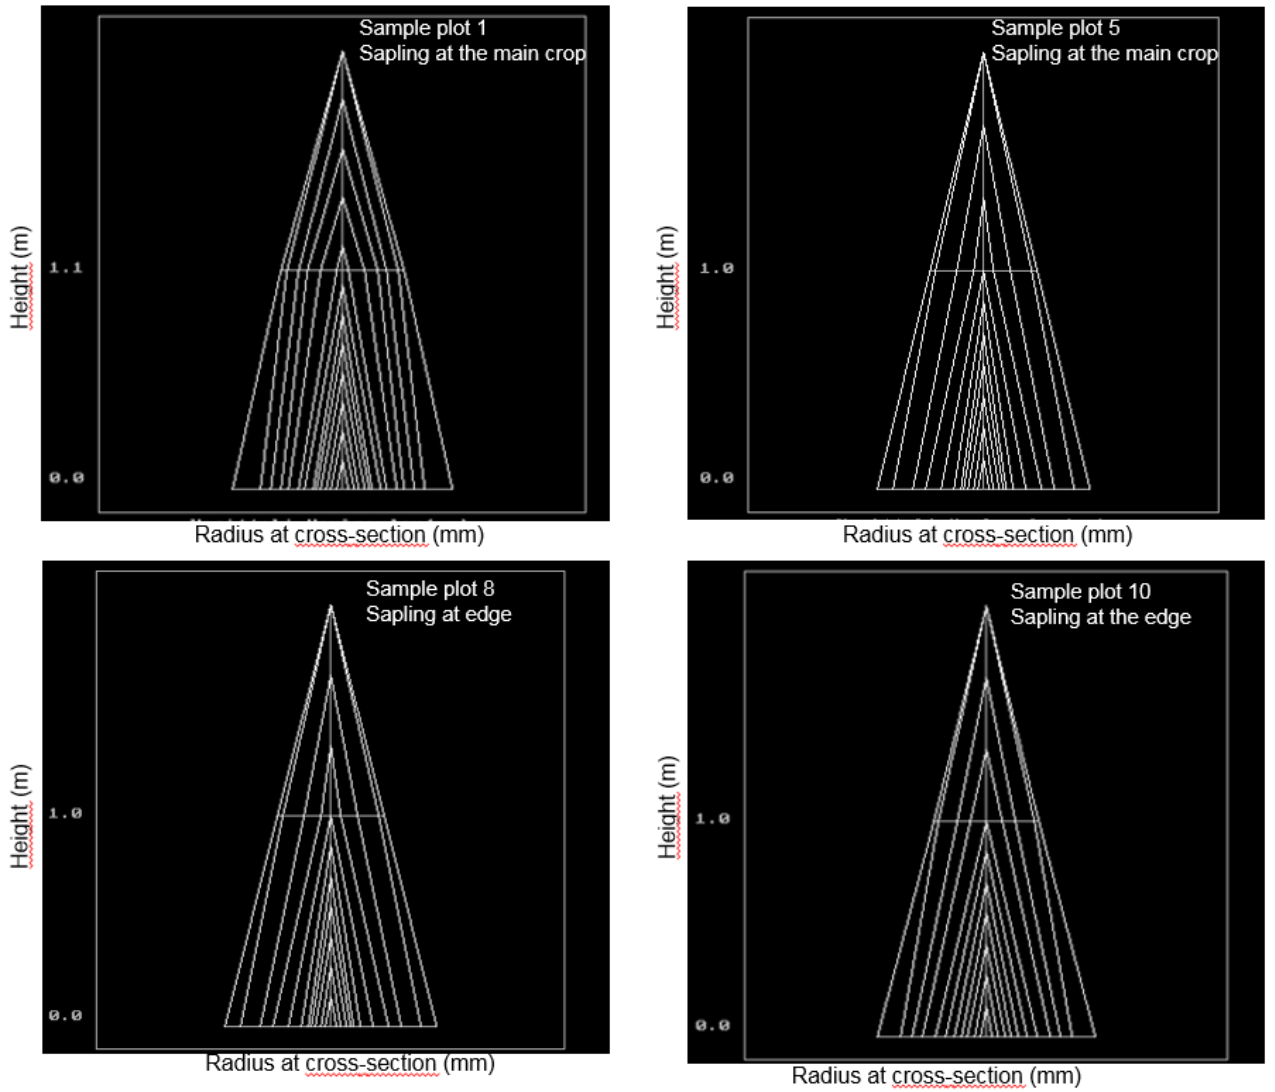 Sample plot 1
Sapling at the main crop
Height (m)
1.1
0.0
Radius at cross-section (mm)
Sample plot 5
Sapling at the main crop
Height (m)
1.0
0.0
Radius at cross-section (mm)
Sample plot 8
Sapling at edge
Height (m)
1.0
0.0
Radius at cross-section (mm)
Sample plot 10
Sapling at the edge
Height (m)
1.0
0.0
Radius at cross-section (mm)